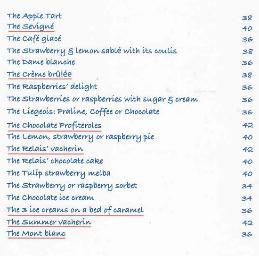 The Apple Tart 38
The Sevigné 40
The Café glacé 36
The Strawberry & lemon sablé with its coulis 38
The Dame blanche 36
The Crème brûlée 38
The Raspberries' delight 36
The Strawberries or raspberries with sugar & cream 36
The Liegeois: Praline, Coffee or Chocolate 36
The Chocolate Profiteroles 42
The Lemon, strawberry or raspberry pie 40
The Relais' vacherin 42
The Relais' chocolate cake 40
The Tulip strawberry melba 40
The Strawberry or raspberry sorbet 34
The Chocolate ice cream 34
The 3 ice creams on a bed of caramel 36
The Summer vacherin 42
The Mont blanc 36